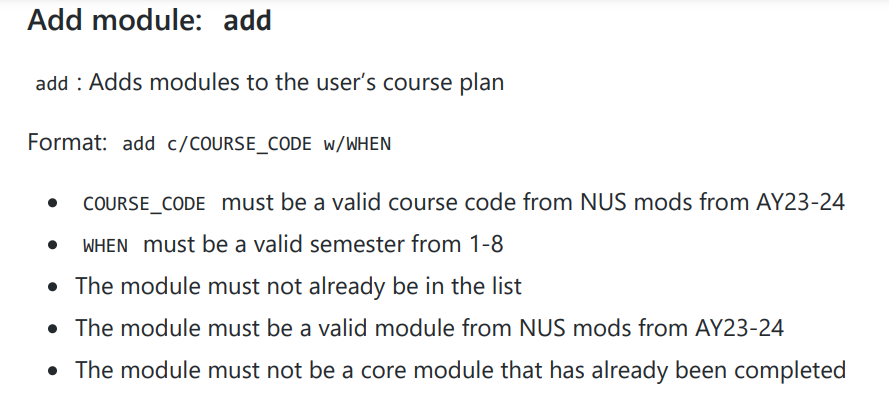 Add module: add
add : Adds modules to the user’s course plan
Format: add c/COURSE_CODE w/WHEN
• COURSE_CODE must be a valid course code from NUS mods from AY23-24
• WHEN must be a valid semester from 1-8
• The module must not already be in the list
• The module must be a valid module from NUS mods from AY23-24
• The module must not be a core module that has already been completed